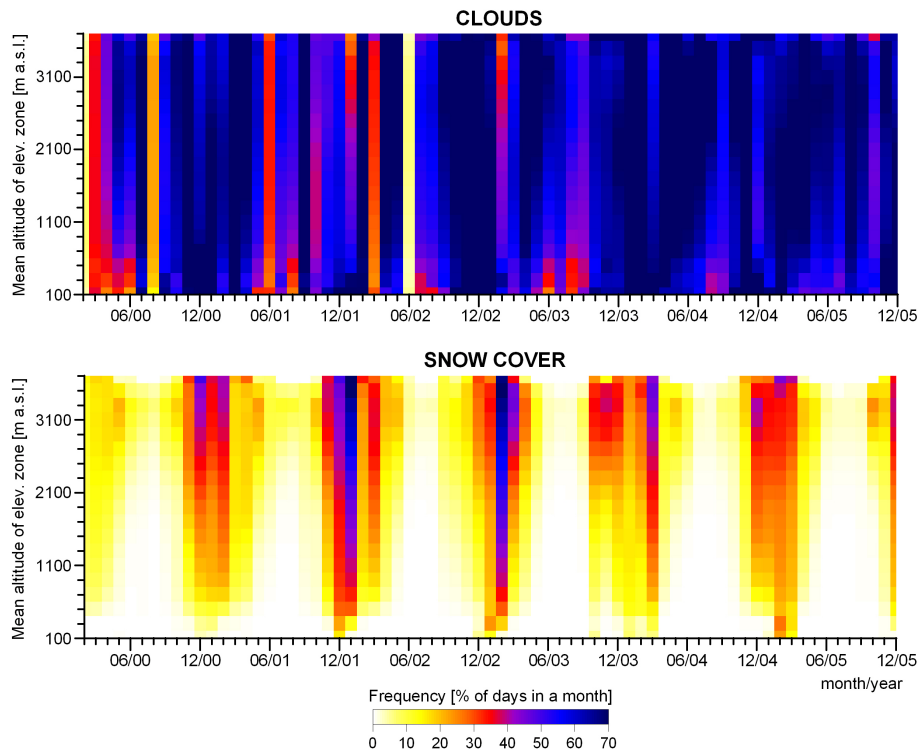 CLOUDS
Mean altitude of elev. zone [m a.s.l.]
3100
2100
1100
100
06/00 12/00 06/01 12/01 06/02 12/02 06/03 12/03 06/04 12/04 06/05 12/05
SNOW COVER
Mean altitude of elev. zone [m a.s.l.]
3100
2100
1100
100
06/00 12/00 06/01 12/01 06/02 12/02 06/03 12/03 06/04 12/04 06/05 12/05
month/year
Frequency [% of days in a month]
0 10 20 30 40 50 60 70